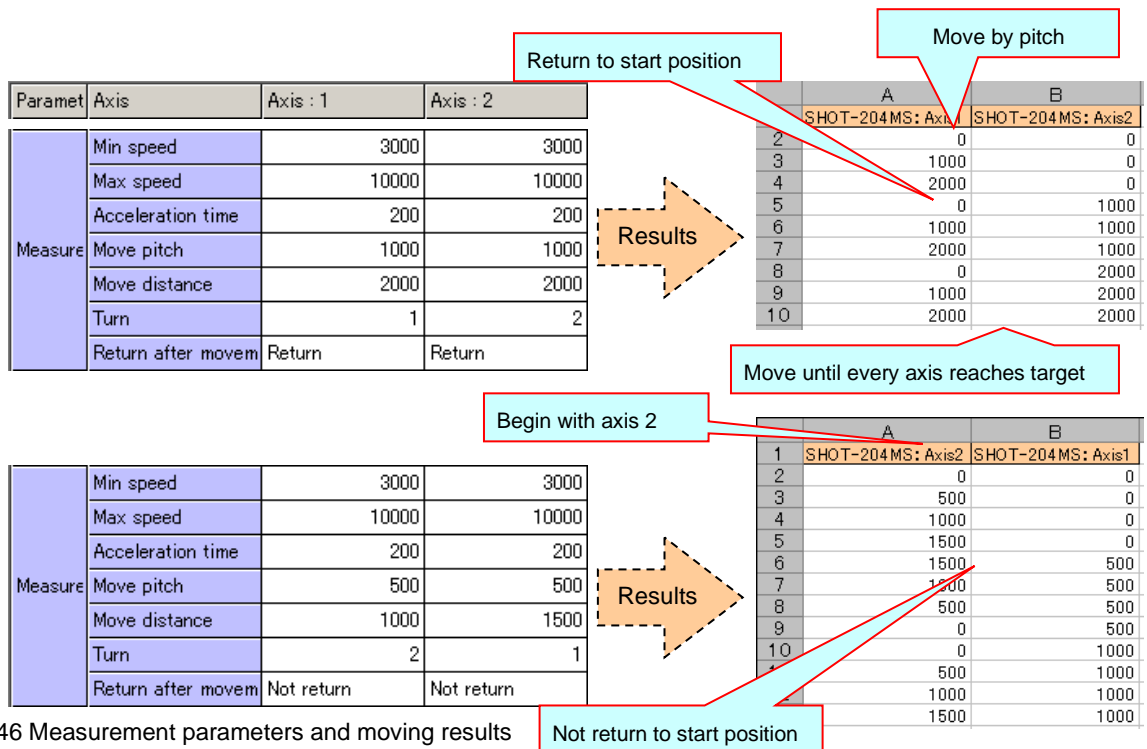 Move by pitch
Return to start position
Paramet Axis Axis : 1 Axis : 2
Measure
Min speed 3000 3000
Max speed 10000 10000
Acceleration time 200 200
Move pitch 1000 1000
Move distance 2000 2000
Turn 1 2
Return after movem Return Return
Results
A B
SHOT-204MS: Axis1 SHOT-204MS: Axis2
2 0 0
3 1000 0
4 2000 0
5 0 1000
6 1000 1000
7 2000 1000
8 0 2000
9 1000 2000
10 2000 2000
Move until every axis reaches target
Begin with axis 2
Measure
Min speed 3000 3000
Max speed 10000 10000
Acceleration time 200 200
Move pitch 500 500
Move distance 1000 1500
Turn 2 1
Return after movem Not return Not return
Results
A B
1 SHOT-204MS: Axis2 SHOT-204MS: Axis1
2 0 0
3 500 0
4 1000 0
5 1500 0
6 1500 500
7 1000 500
8 500 500
9 0 500
10 0 1000
500 1000
1000 1000
1500 1000
Not return to start position
46 Measurement parameters and moving results